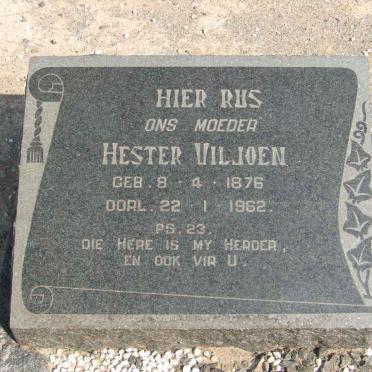 HIER RUS
ONS MOEDER
HESTER VILJOEN
GEB. 8 · 4 · 1876
OORL. 22 · 1 · 1962.
PS. 23.
DIE HERE IS MY HERDER,
EN OOK VIR U.